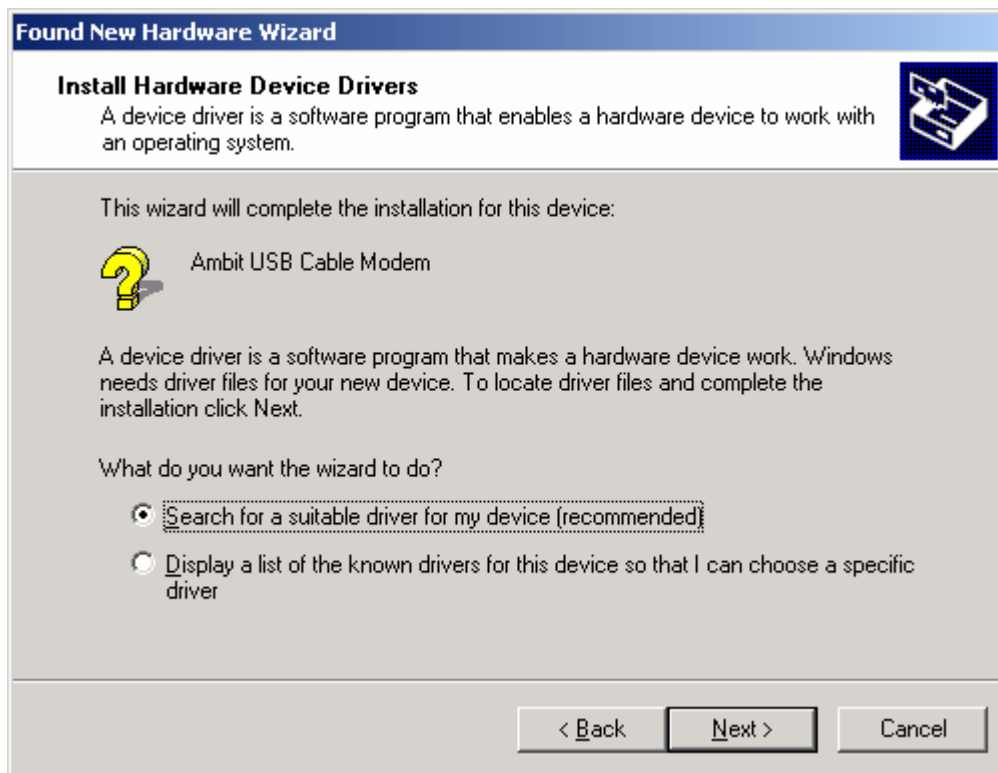 Found New Hardware Wizard
Install Hardware Device Drivers
A device driver is a software program that enables a hardware device to work with
an operating system.
This wizard will complete the installation for this device:
Ambit USB Cable Modem
A device driver is a software program that makes a hardware device work. Windows
needs driver files for your new device. To locate driver files and complete the
installation click Next.
What do you want the wizard to do?
Search for a suitable driver for my device (recommended)
Display a list of the known drivers for this device so that I can choose a specific
driver
< Back Next > Cancel